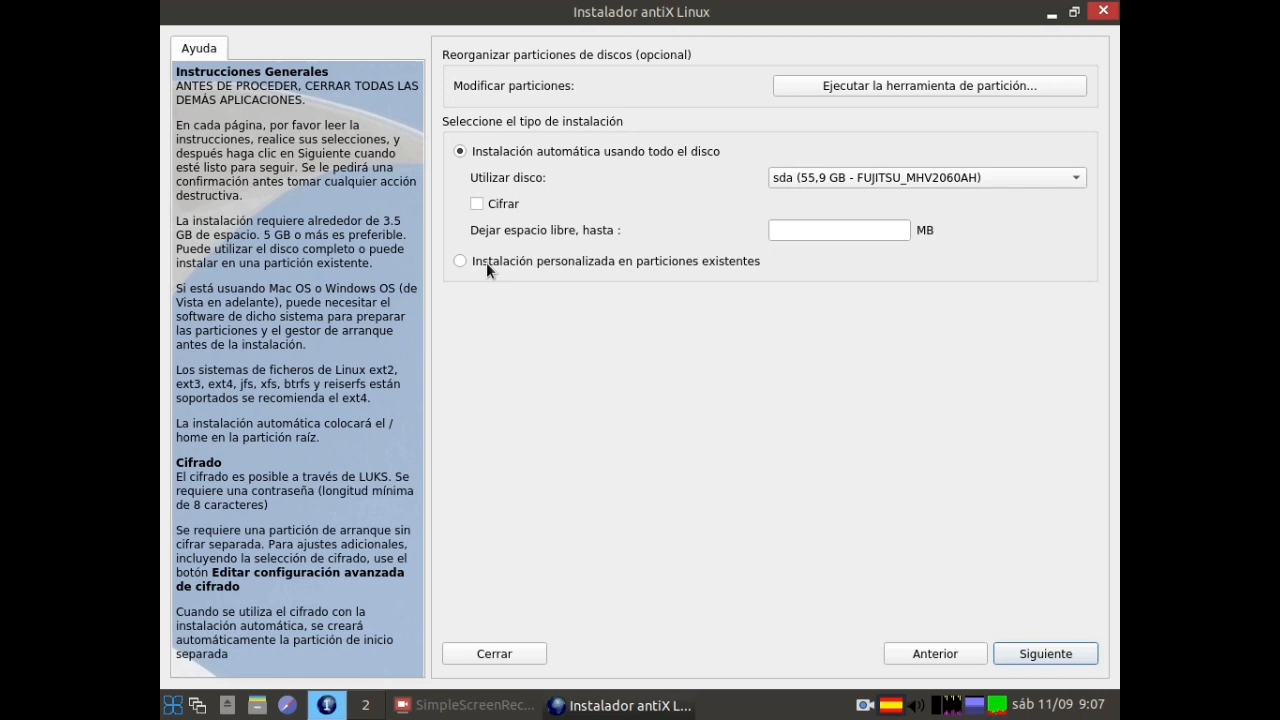 Instalador antiX Linux
Ayuda
Instrucciones Generales
ANTES DE PROCEDER, CERRAR TODAS LAS
DEMÁS APLICACIONES.
En cada página, por favor leer la
instrucciones, realice sus selecciones, y
después haga clic en Siguiente cuando
esté listo para seguir. Se le pedirá una
confirmación antes tomar cualquier acción
destructiva.
La instalación requiere alrededor de 3.5
GB de espacio. 5 GB o más es preferible.
Puede utilizar el disco completo o puede
instalar en una partición existente.
Si está usuando Mac OS o Windows OS (de
Vista en adelante), puede necesitar el
software de dicho sistema para preparar
las particiones y el gestor de arranque
antes de la instalación.
Los sistemas de ficheros de Linux ext2,
ext3, ext4, jfs, xfs, btrfs y reiserfs están
soportados se recomienda el ext4.
La instalación automática colocará el /
home en la partición raíz.
Cifrado
El cifrado es posible a través de LUKS. Se
requiere una contraseña (longitud mínima
de 8 caracteres)
Se requiere una partición de arranque sin
cifrar separada. Para ajustes adicionales,
incluyendo la selección de cifrado, use el
botón Editar configuración avanzada
de cifrado
Cuando se utiliza el cifrado con la
instalación automática, se creará
automáticamente la partición de inicio
separada
Reorganizar particiones de discos (opcional)
Modificar particiones:
Ejecutar la herramienta de partición...
Seleccione el tipo de instalación
Instalación automática usando todo el disco
Utilizar disco:
sda (55,9 GB - FUJITSU_MHV2060AH)
Cifrar
Dejar espacio libre, hasta :
MB
Instalación personalizada en particiones existentes
Cerrar
Anterior
Siguiente
1
2
SimpleScreenRec...
Instalador antiX L...
sáb 11/09 9:07